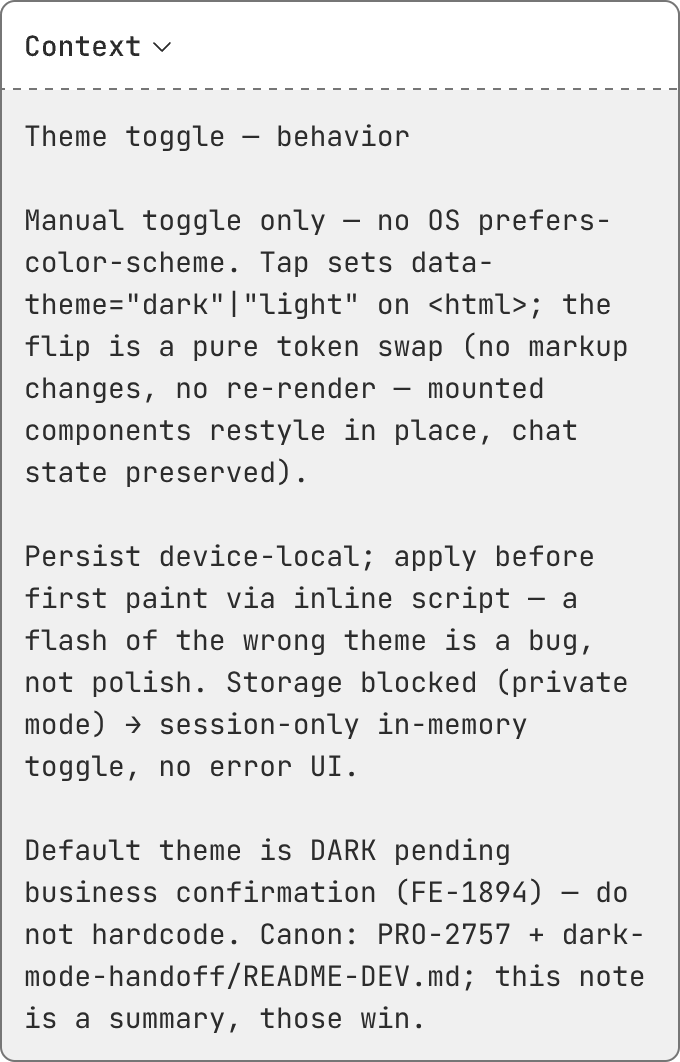 Context
Theme toggle — behavior
Manual toggle only — no OS prefers-
color-scheme. Tap sets data-
theme="dark"|"light" on <html>; the
flip is a pure token swap (no markup
changes, no re-render — mounted
components restyle in place, chat
state preserved).
Persist device-local; apply before
first paint via inline script — a
flash of the wrong theme is a bug,
not polish. Storage blocked (private
mode) → session-only in-memory
toggle, no error UI.
Default theme is DARK pending
business confirmation (FE-1894) — do
not hardcode. Canon: PRO-2757 + dark-
mode-handoff/README-DEV.md; this note
is a summary, those win.